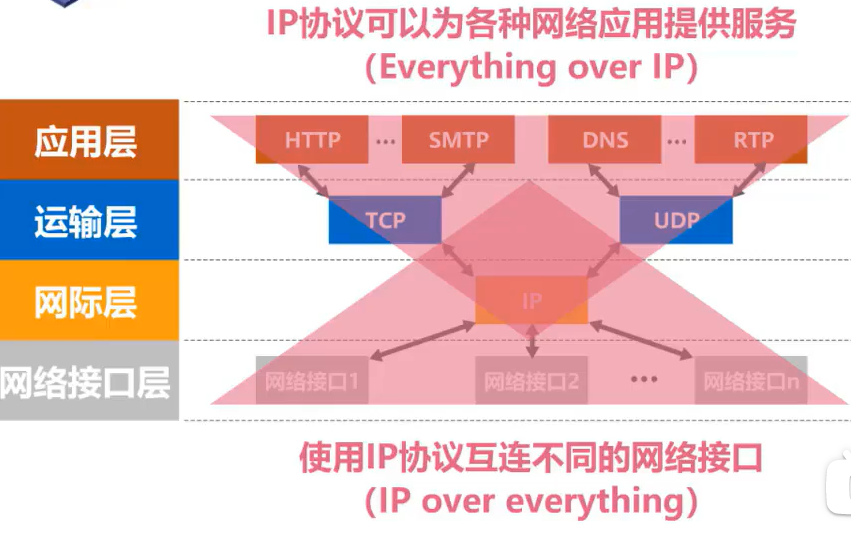 IP协议可以为各种网络应用提供服务
(Everything over IP)
应用层
HTTP ··· SMTP DNS ··· RTP
运输层
TCP UDP
网际层
IP
网络接口层
网络接口1 网络接口2 ··· 网络接口n
使用IP协议互连不同的网络接口
(IP over everything)